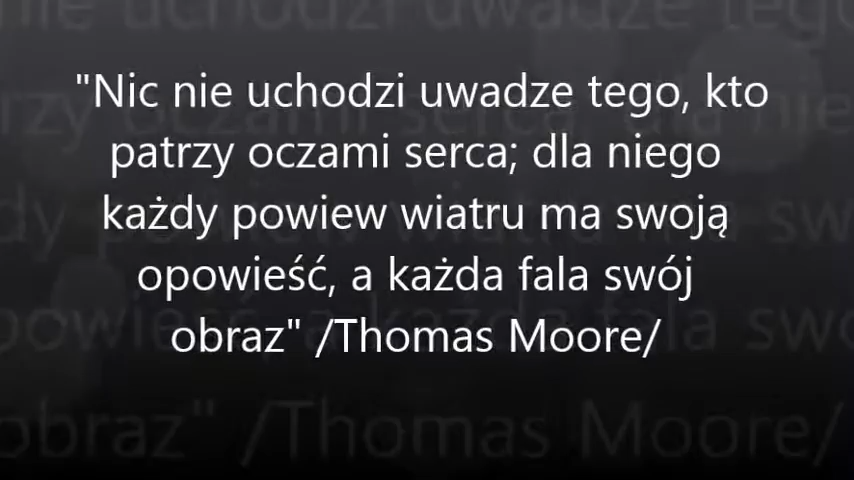 "Nic nie uchodzi uwadze tego, kto
patrzy oczami serca; dla niego
każdy powiew wiatru ma swoją
opowieść, a każda fala swój
obraz" /Thomas Moore/